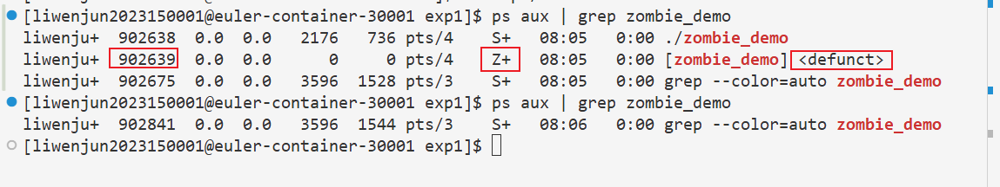 [liwenjun2023150001@euler-container-30001 exp1]$ ps aux | grep zombie_demo
liwenju+  902638  0.0  0.0   2176   736 pts/4    S+   08:05   0:00 ./zombie_demo
liwenju+  902639  0.0  0.0      0     0 pts/4    Z+   08:05   0:00 [zombie_demo] <defunct>
liwenju+  902675  0.0  0.0   3596  1528 pts/3    S+   08:05   0:00 grep --color=auto zombie_demo
[liwenjun2023150001@euler-container-30001 exp1]$ ps aux | grep zombie_demo
liwenju+  902841  0.0  0.0   3596  1544 pts/3    S+   08:06   0:00 grep --color=auto zombie_demo
[liwenjun2023150001@euler-container-30001 exp1]$